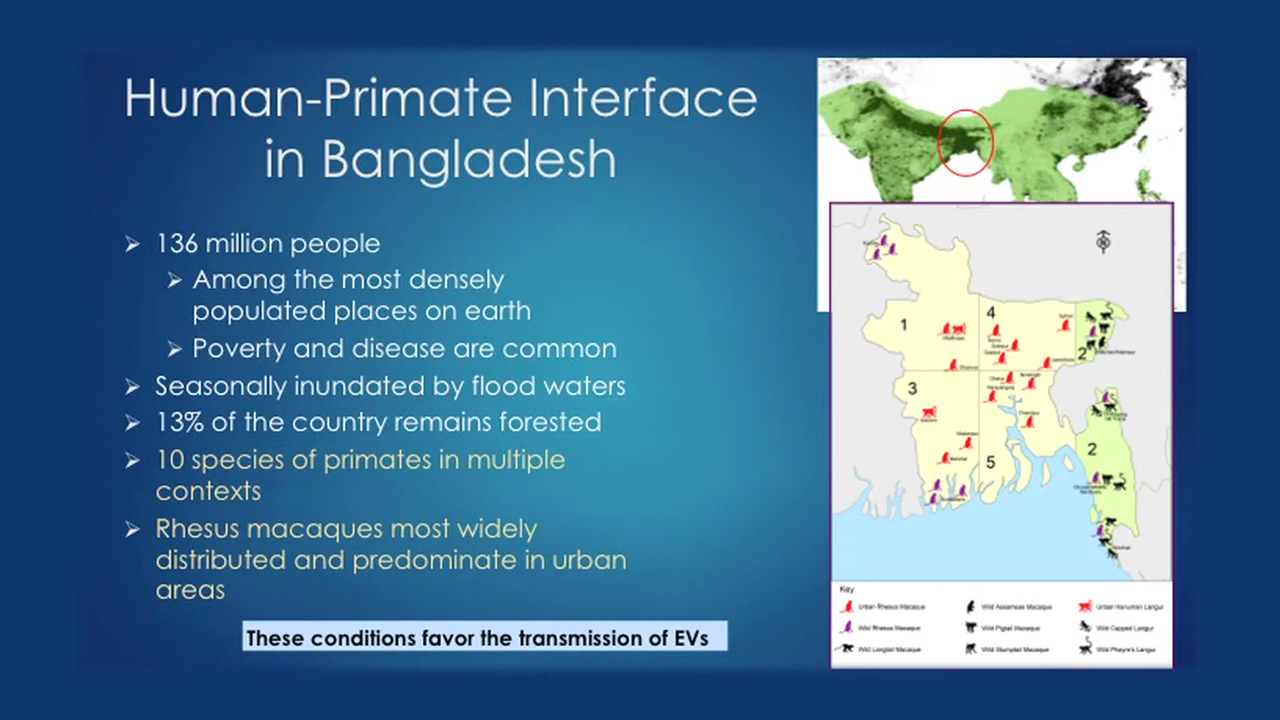 Human-Primate Interface
in Bangladesh
➢ 136 million people
➢ Among the most densely
populated places on earth
➢ Poverty and disease are common
➢ Seasonally inundated by flood waters
➢ 13% of the country remains forested
➢ 10 species of primates in multiple
contexts
➢ Rhesus macaques most widely
distributed and predominate in urban
areas
These conditions favor the transmission of EVs
N
1
4
2
3
5
2
Dhaka
Chandpur
Key
Urban Rhesus Macaque
Wild Assamese Macaque
Urban Hanuman Langur
Wild Rhesus Macaque
Wild Pigtail Macaque
Wild Capped Langur
Wild Longtail Macaque
Wild Stumptail Macaque
Wild Phayre's Langur